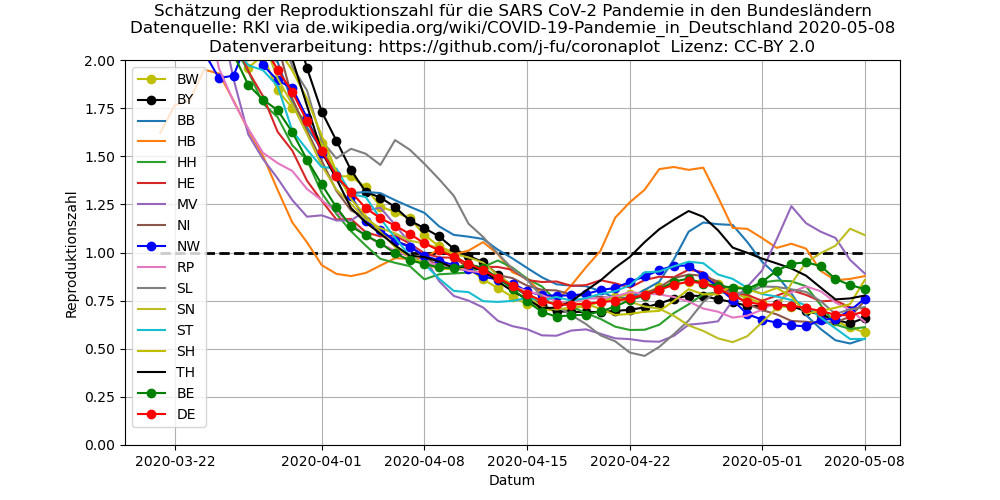 Schätzung der Reproduktionszahl für die SARS CoV-2 Pandemie in den Bundesländern
Datenquelle: RKI via de.wikipedia.org/wiki/COVID-19-Pandemie_in_Deutschland 2020-05-08
Datenverarbeitung: https://github.com/j-fu/coronaplot Lizenz: CC-BY 2.0
Reproduktionszahl
2.00
1.75
1.50
1.25
1.00
0.75
0.50
0.25
0.00
BW
BY
BB
HB
HH
HE
MV
NI
NW
RP
SL
SN
ST
SH
TH
BE
DE
2020-03-22
2020-04-01
2020-04-08
2020-04-15
2020-04-22
2020-05-01
2020-05-08
Datum